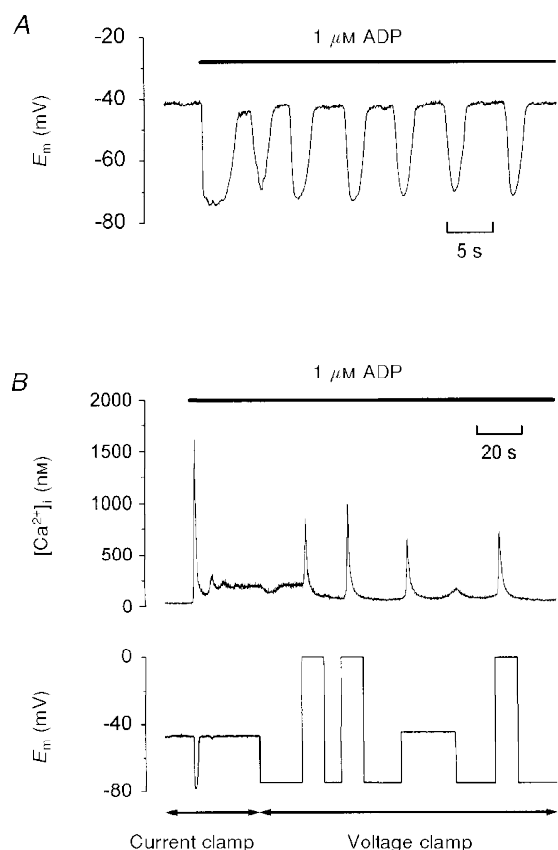 A
1 μM ADP
-20
-40
-60
-80
Em (mV)
5 s
B
1 μM ADP
2000
1500
1000
500
0
[Ca2+]i (nM)
20 s
0
-40
-80
Em (mV)
Current clamp
Voltage clamp